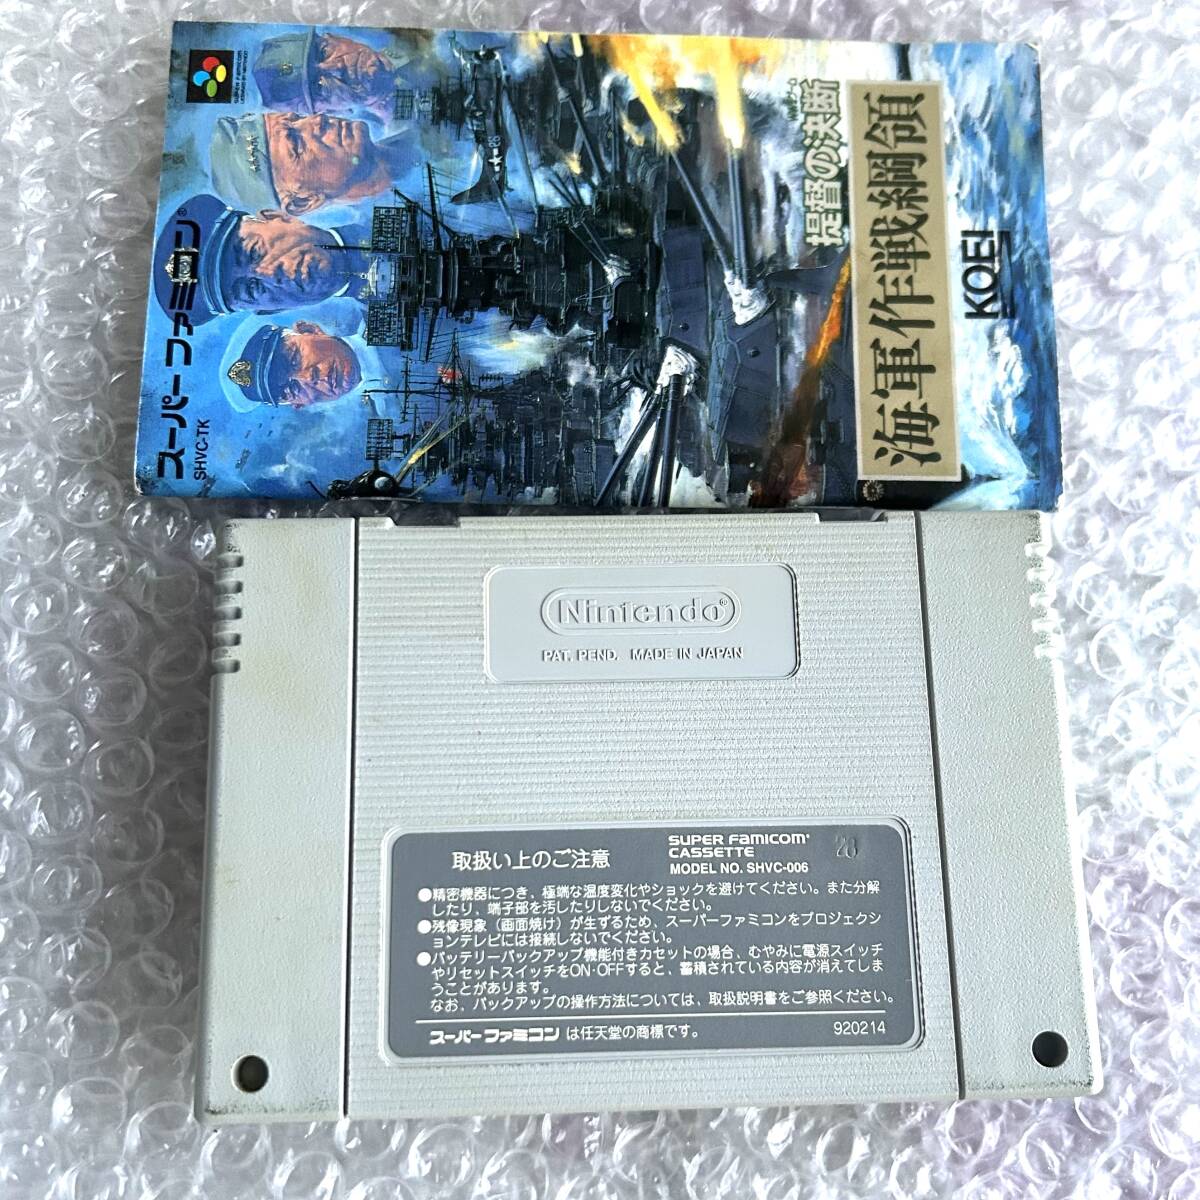 スーパーファミコン®
SHVC-TK
SUPER FAMICOM
提督の決断
海軍作戦綱領
KOEI
26
Nintendo®
PAT. PEND. MADE IN JAPAN
取扱い上のご注意
SUPER FAMICOM
CASSETTE
MODEL NO. SHVC-006
20
●精密機器につき、極端な温度変化やショックを避けてください。また分解
したり、端子部を汚したりしないでください。
●残像現象（画面焼け）が生ずるため、スーパーファミコンをプロジェクシ
ョンテレビには接続しないでください。
●バッテリーバックアップ機能付きカセットの場合、むやみに電源スイッチ
やリセットスイッチをON・OFFすると、蓄積されている内容が消えてしま
うことがあります。
なお、バックアップの操作方法については、取扱説明書をご参照ください。
スーパーファミコン は任天堂の商標です。
920214